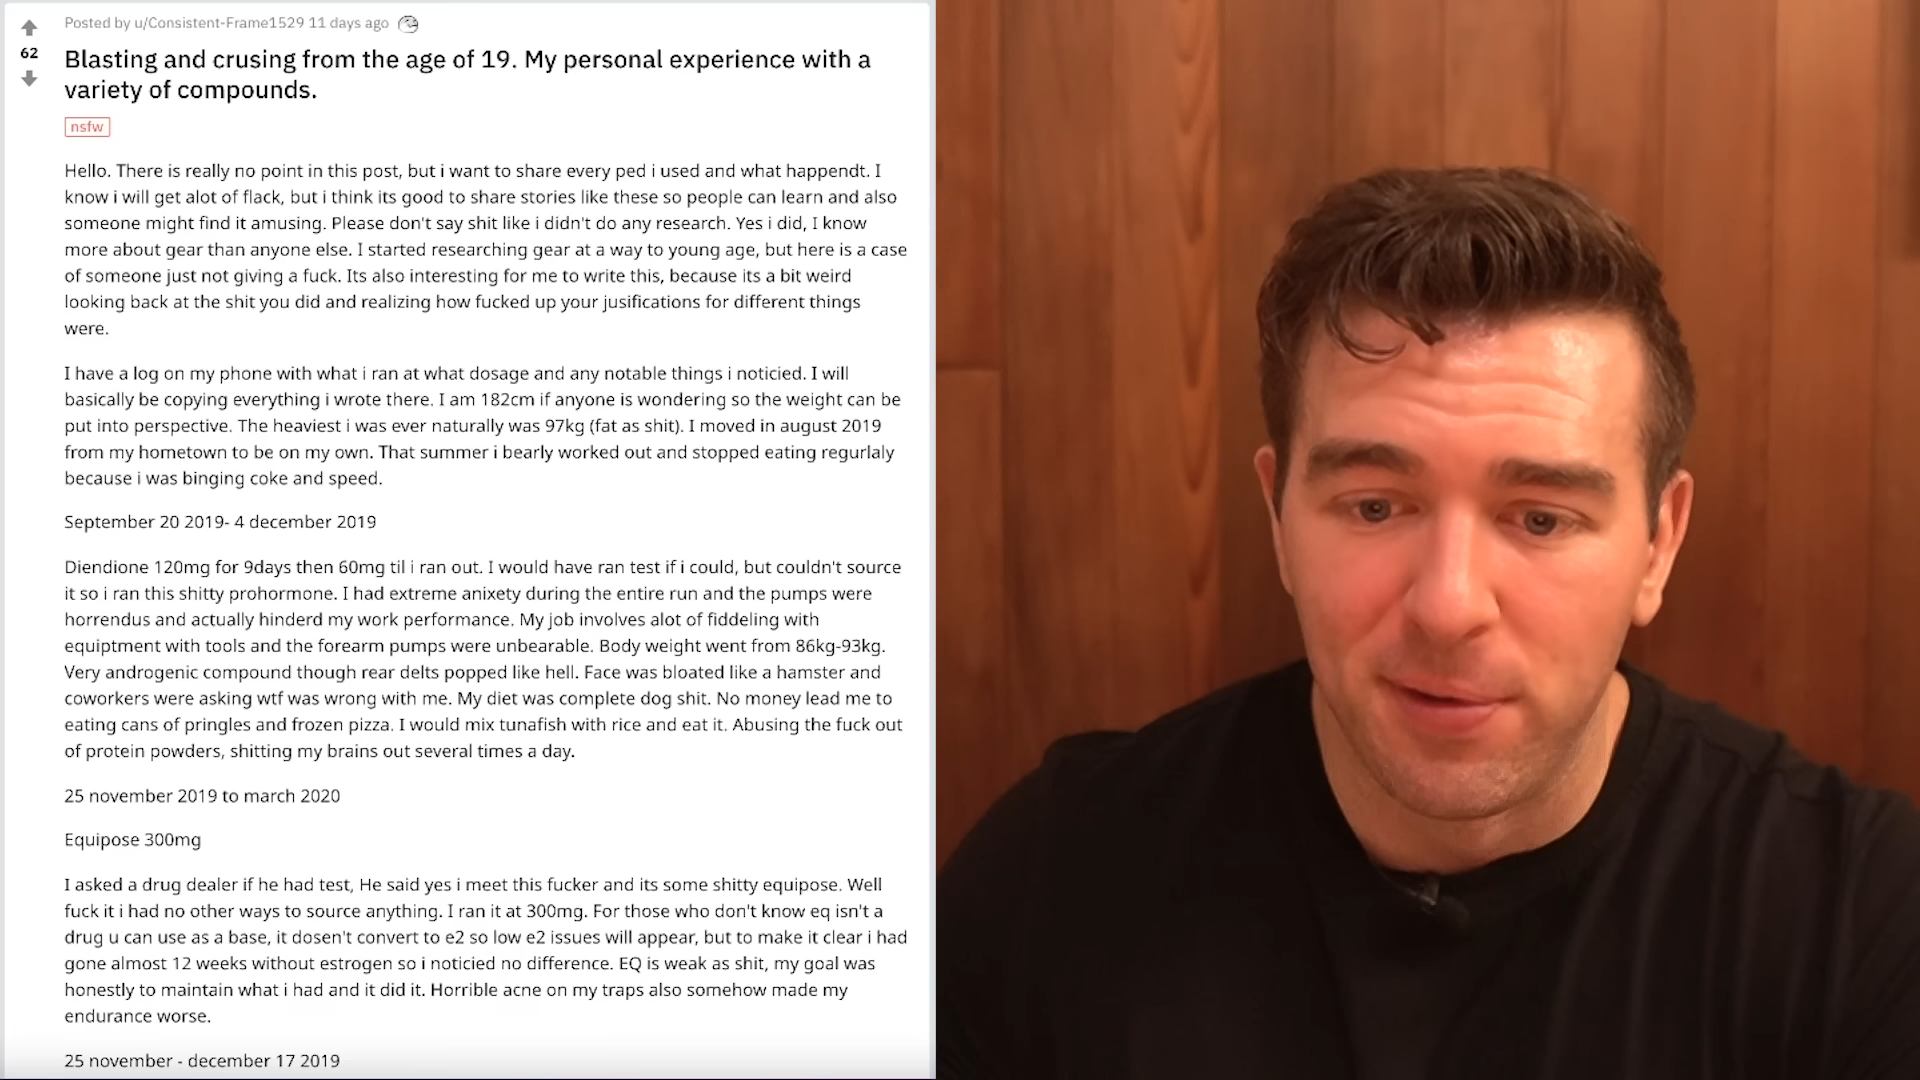 Posted by u/Consistent-Frame1529 11 days ago
62
Blasting and crusing from the age of 19. My personal experience with a
variety of compounds.
nsfw
Hello. There is really no point in this post, but i want to share every ped i used and what happendt. I
know i will get alot of flack, but i think its good to share stories like these so people can learn and also
someone might find it amusing. Please don't say shit like i didn't do any research. Yes i did, I know
more about gear than anyone else. I started researching gear at a way to young age, but here is a case
of someone just not giving a fuck. Its also interesting for me to write this, because its a bit weird
looking back at the shit you did and realizing how fucked up your jusifications for different things
were.
I have a log on my phone with what i ran at what dosage and any notable things i noticied. I will
basically be copying everything i wrote there. I am 182cm if anyone is wondering so the weight can be
put into perspective. The heaviest i was ever naturally was 97kg (fat as shit). I moved in august 2019
from my hometown to be on my own. That summer i bearly worked out and stopped eating regurlaly
because i was binging coke and speed.
September 20 2019- 4 december 2019
Diendione 120mg for 9days then 60mg til i ran out. I would have ran test if i could, but couldn't source
it so i ran this shitty prohormone. I had extreme anixety during the entire run and the pumps were
horrendus and actually hinderd my work performance. My job involves alot of fiddeling with
equiptment with tools and the forearm pumps were unbearable. Body weight went from 86kg-93kg.
Very androgenic compound though rear delts popped like hell. Face was bloated like a hamster and
coworkers were asking wtf was wrong with me. My diet was complete dog shit. No money lead me to
eating cans of pringles and frozen pizza. I would mix tunafish with rice and eat it. Abusing the fuck out
of protein powders, shitting my brains out several times a day.
25 november 2019 to march 2020
Equipose 300mg
I asked a drug dealer if he had test, He said yes i meet this fucker and its some shitty equipose. Well
fuck it i had no other ways to source anything. I ran it at 300mg. For those who don't know eq isn't a
drug u can use as a base, it dosen't convert to e2 so low e2 issues will appear, but to make it clear i had
gone almost 12 weeks without estrogen so i noticied no difference. EQ is weak as shit, my goal was
honestly to maintain what i had and it did it. Horrible acne on my traps also somehow made my
endurance worse.
25 november - december 17 2019